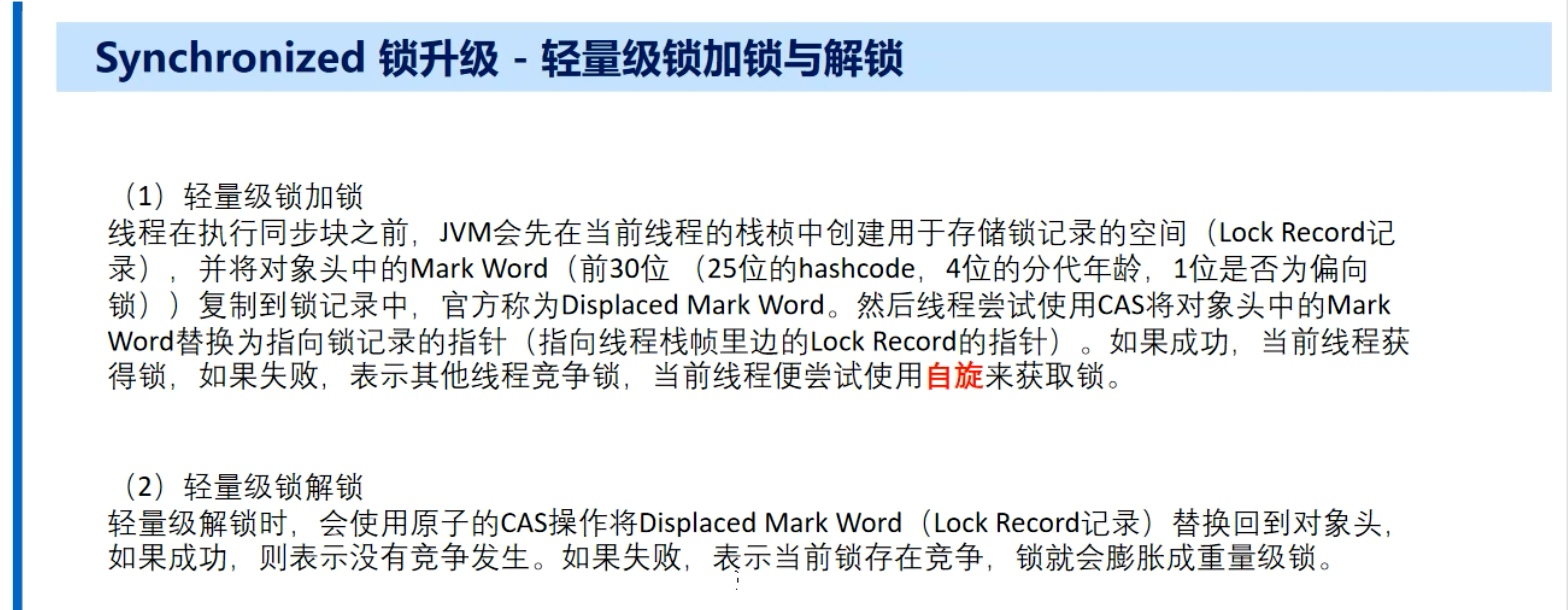 Synchronized 锁升级 - 轻量级锁加锁与解锁
（1）轻量级锁加锁
线程在执行同步块之前，JVM会先在当前线程的栈桢中创建用于存储锁记录的空间（Lock Record记
录），并将对象头中的Mark Word（前30位 （25位的hashcode，4位的分代年龄，1位是否为偏向
锁））复制到锁记录中，官方称为Displaced Mark Word。然后线程尝试使用CAS将对象头中的Mark
Word替换为指向锁记录的指针（指向线程栈帧里边的Lock Record的指针）。如果成功，当前线程获
得锁，如果失败，表示其他线程竞争锁，当前线程便尝试使用自旋来获取锁。
（2）轻量级锁解锁
轻量级解锁时，会使用原子的CAS操作将Displaced Mark Word（Lock Record记录）替换回到对象头，
如果成功，则表示没有竞争发生。如果失败，表示当前锁存在竞争，锁就会膨胀成重量级锁。